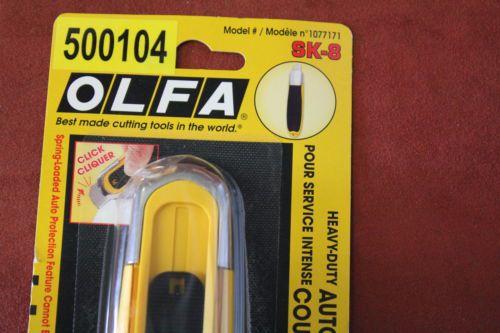 500104
Model # / Modèle n° 1077171
SK-8
OLFA®
Best made cutting tools in the world.®
CLICK
CLIQUER
Spring-Loaded Auto Protection Feature Cannot B
HEAVY-DUTY AUTO
POUR SERVICE INTENSE
COU